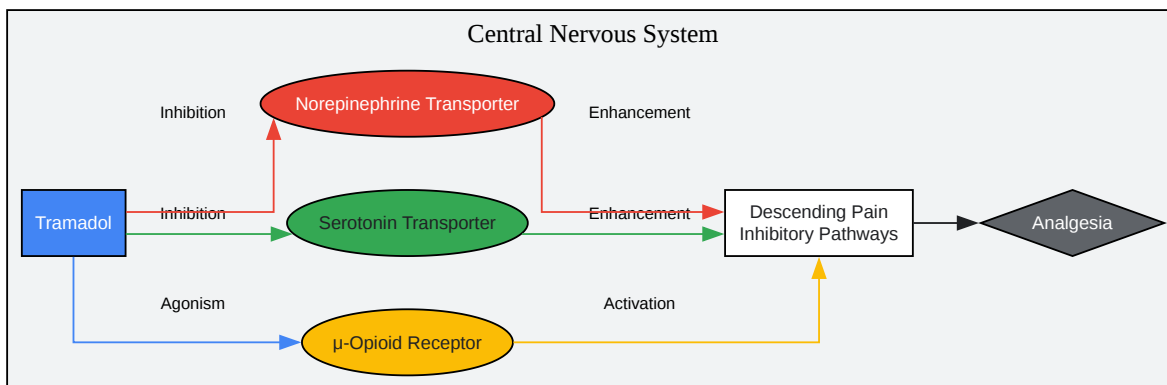 Central Nervous System
Inhibition
Norepinephrine Transporter
Enhancement
Tramadol
Inhibition
Serotonin Transporter
Enhancement
Descending Pain
Inhibitory Pathways
Analgesia
Agonism
μ-Opioid Receptor
Activation